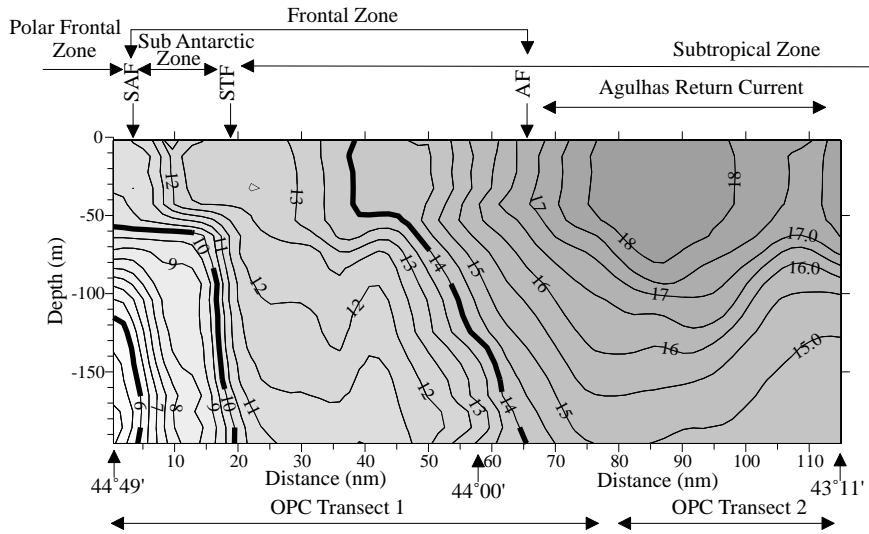 Frontal Zone
Polar Frontal
Zone
Sub Antarctic
Zone
Subtropical Zone
SAF
STF
AF
Agulhas Return Current
0
-50
-100
-150
Depth (m)
12
13
18
17
18
17.0
10
11
14
13
15
16
17
16.0
9
12
12
16
15.0
6
7
8
9
10
11
12
13
14
15
10 20 30 40 50 60 70 80 90 100 110
Distance (nm) Distance (nm)
44°49' 44°00' 43°11'
OPC Transect 1 OPC Transect 2